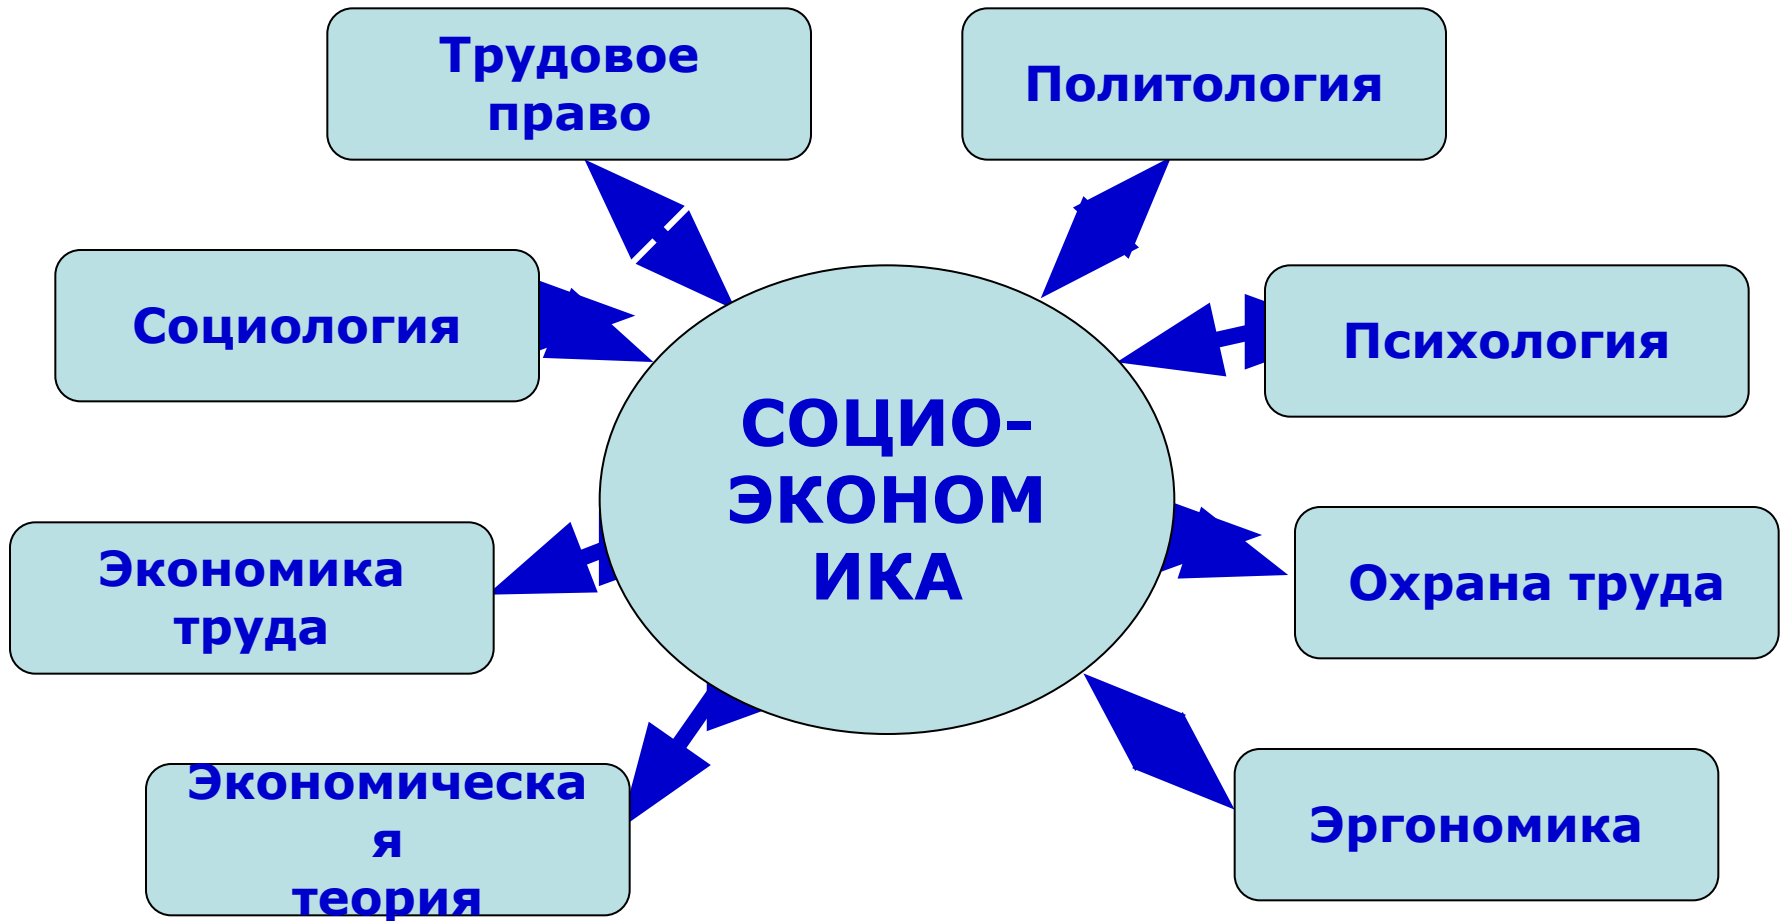 Трудовое
право
Политология
Социология
Психология
СОЦИО–
ЭКОНОМ
ИКА
Экономика
труда
Охрана труда
Экономическа
я
теория
Эргономика